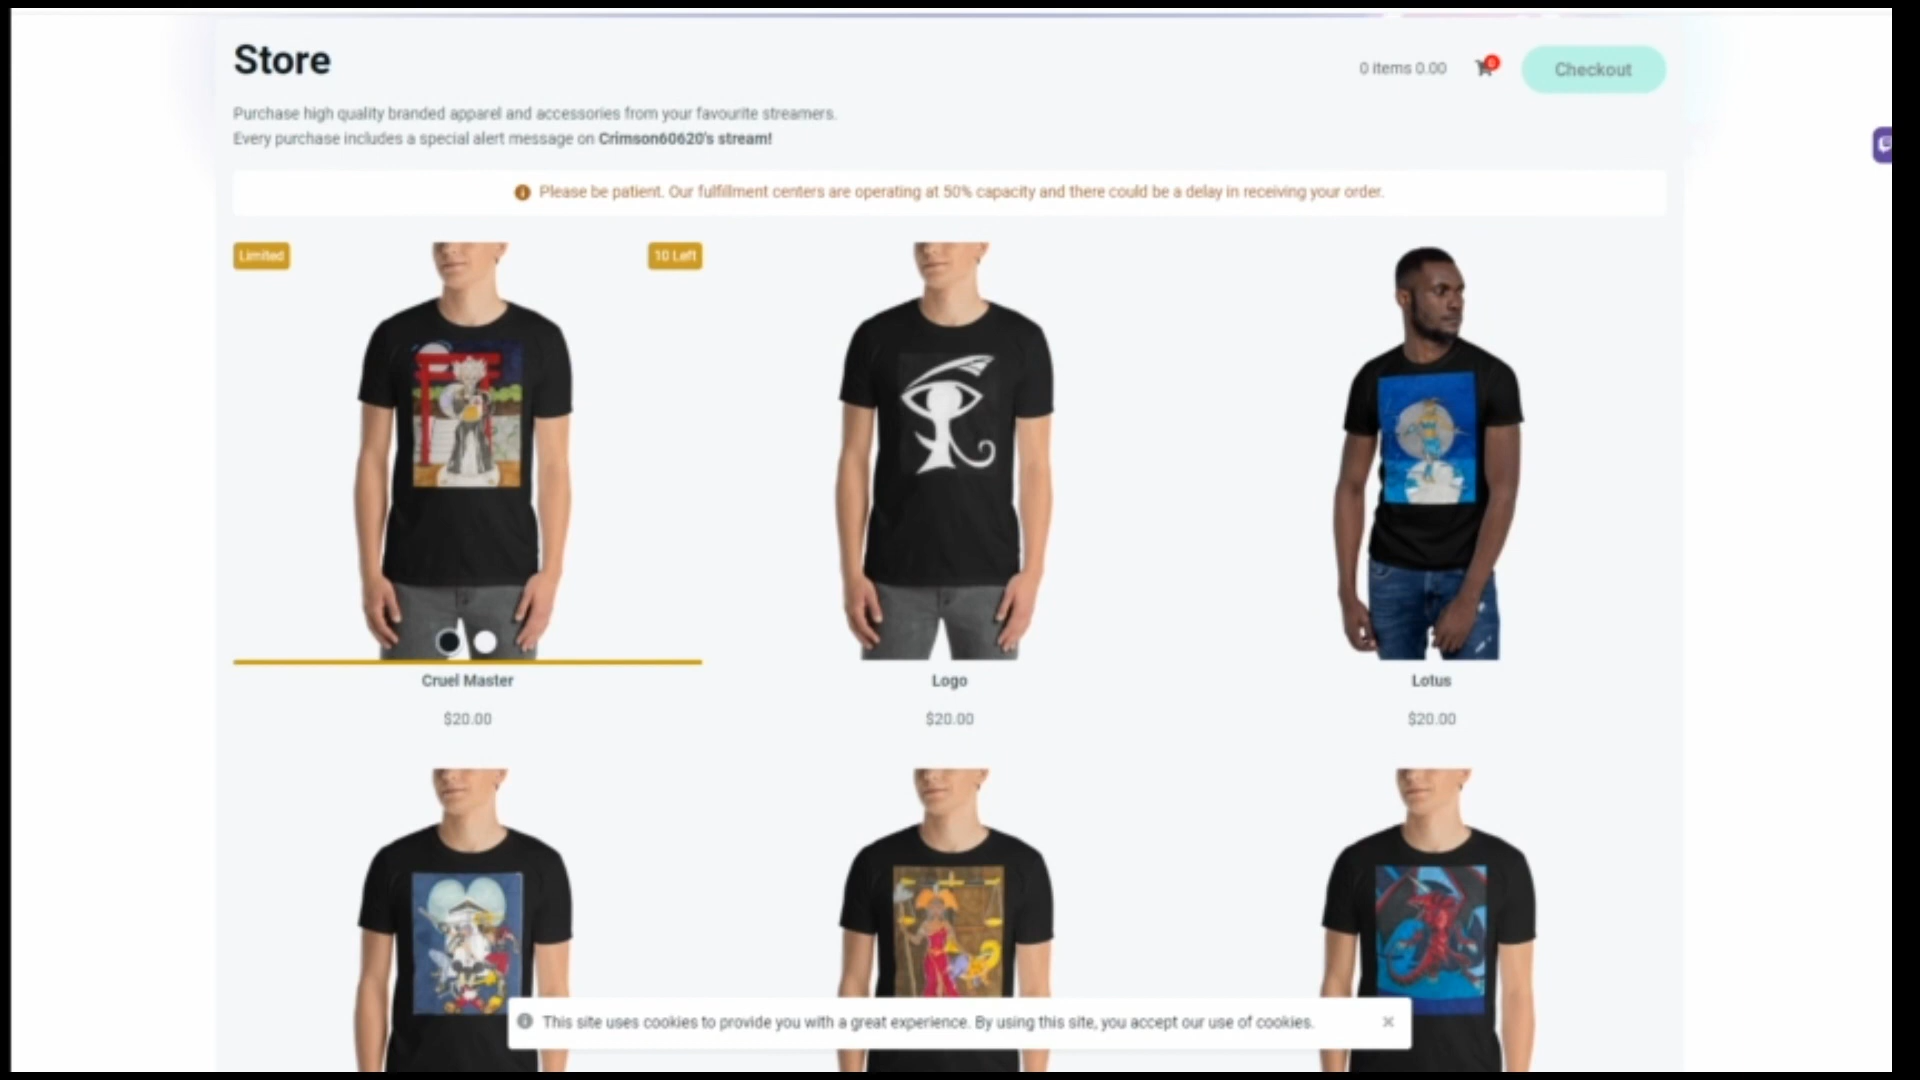 Store
0 items 0.00
0
Checkout
Purchase high quality branded apparel and accessories from your favourite streamers.
Every purchase includes a special alert message on Crimson60620's stream!
Please be patient. Our fulfillment centers are operating at 50% capacity and there could be a delay in receiving your order.
Limited
10 Left
Cruel Master
Logo
Lotus
$20.00
$20.00
$20.00
This site uses cookies to provide you with a great experience. By using this site, you accept our use of cookies.